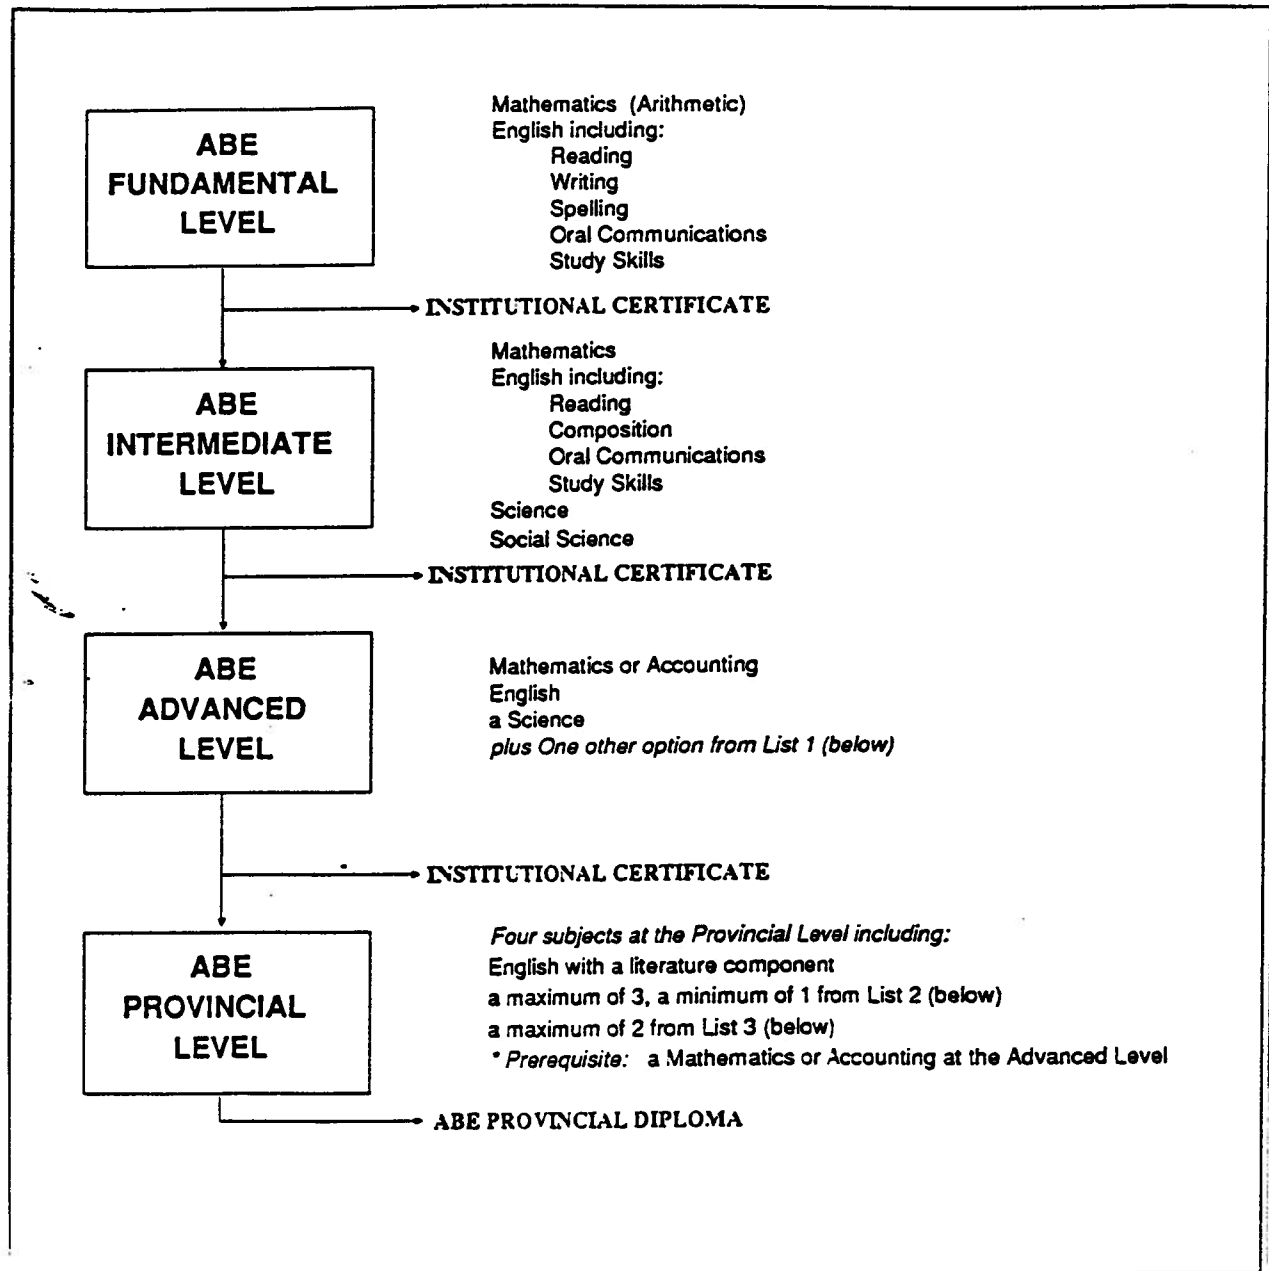 ABE
FUNDAMENTAL
LEVEL
Mathematics (Arithmetic)
English including:
Reading
Writing
Spelling
Oral Communications
Study Skills
INSTITUTIONAL CERTIFICATE
ABE
INTERMEDIATE
LEVEL
Mathematics
English including:
Reading
Composition
Oral Communications
Study Skills
Science
Social Science
INSTITUTIONAL CERTIFICATE
ABE
ADVANCED
LEVEL
Mathematics or Accounting
English
a Science
plus One other option from List 1 (below)
INSTITUTIONAL CERTIFICATE
ABE
PROVINCIAL
LEVEL
Four subjects at the Provincial Level including:
English with a literature component
a maximum of 3, a minimum of 1 from List 2 (below)
a maximum of 2 from List 3 (below)
* Prerequisite: a Mathematics or Accounting at the Advanced Level
ABE PROVINCIAL DIPLOMA